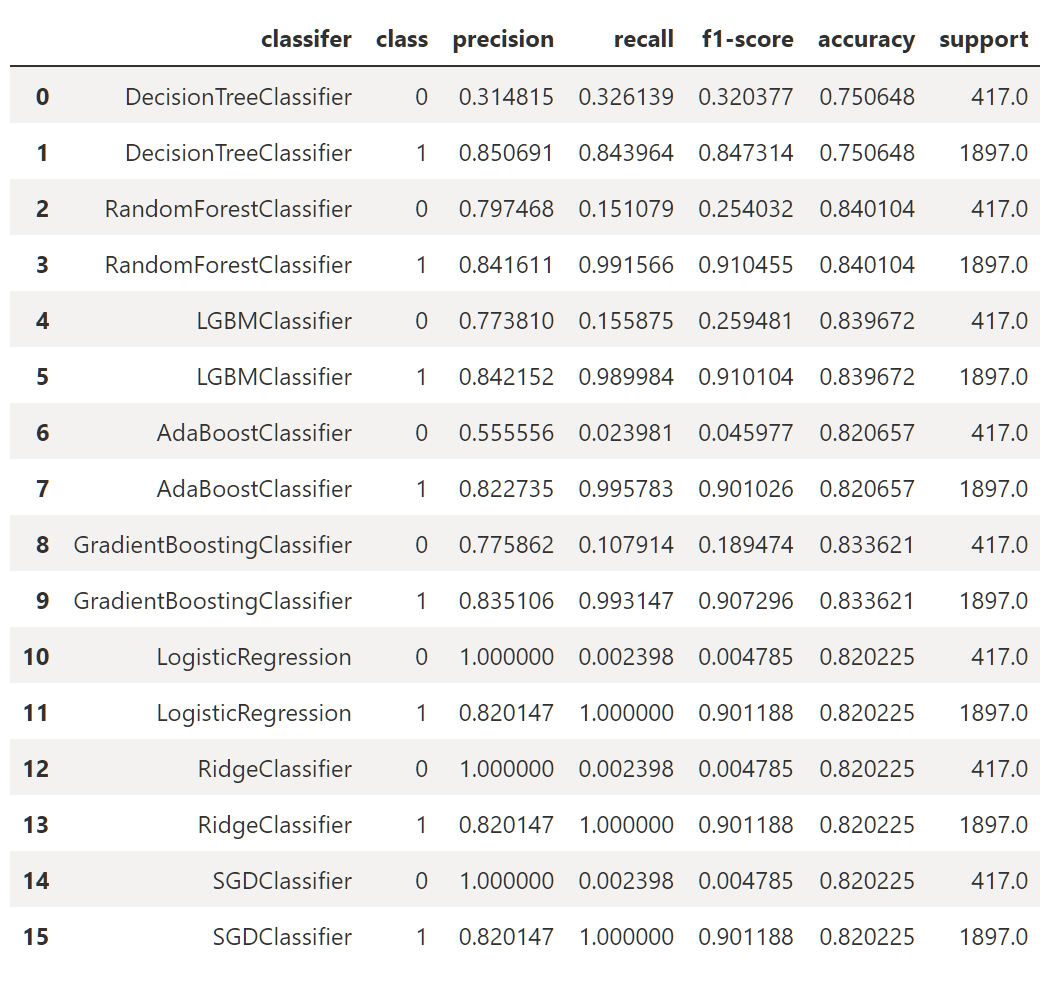 classifer class precision recall f1-score accuracy support
0 DecisionTreeClassifier 0 0.314815 0.326139 0.320377 0.750648 417.0
1 DecisionTreeClassifier 1 0.850691 0.843964 0.847314 0.750648 1897.0
2 RandomForestClassifier 0 0.797468 0.151079 0.254032 0.840104 417.0
3 RandomForestClassifier 1 0.841611 0.991566 0.910455 0.840104 1897.0
4 LGBMClassifier 0 0.773810 0.155875 0.259481 0.839672 417.0
5 LGBMClassifier 1 0.842152 0.989984 0.910104 0.839672 1897.0
6 AdaBoostClassifier 0 0.555556 0.023981 0.045977 0.820657 417.0
7 AdaBoostClassifier 1 0.822735 0.995783 0.901026 0.820657 1897.0
8 GradientBoostingClassifier 0 0.775862 0.107914 0.189474 0.833621 417.0
9 GradientBoostingClassifier 1 0.835106 0.993147 0.907296 0.833621 1897.0
10 LogisticRegression 0 1.000000 0.002398 0.004785 0.820225 417.0
11 LogisticRegression 1 0.820147 1.000000 0.901188 0.820225 1897.0
12 RidgeClassifier 0 1.000000 0.002398 0.004785 0.820225 417.0
13 RidgeClassifier 1 0.820147 1.000000 0.901188 0.820225 1897.0
14 SGDClassifier 0 1.000000 0.002398 0.004785 0.820225 417.0
15 SGDClassifier 1 0.820147 1.000000 0.901188 0.820225 1897.0